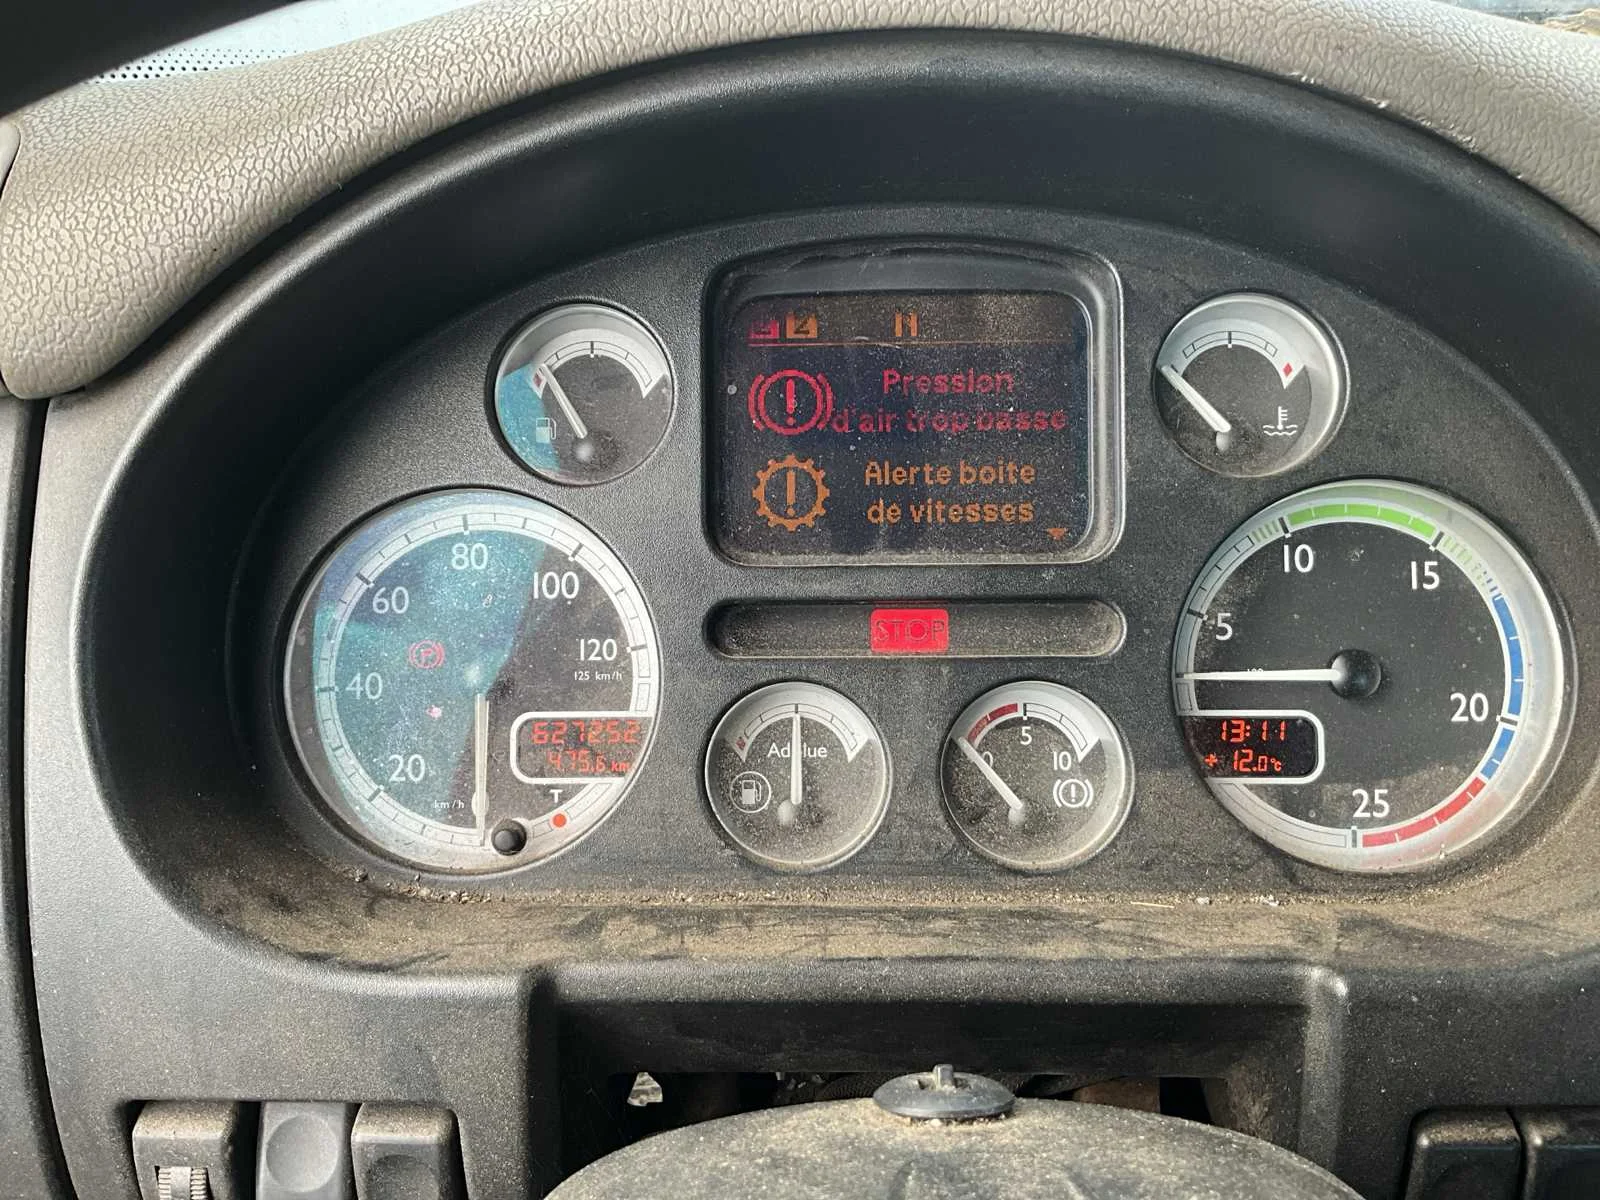 N
Pression
d'air trop basse
Alerte boite
de vitesses
STOP
20
40
60
80
100
120
125 km/h
km/h
627252
475.6 km
T
AdBlue
0
5
10
5
10
15
20
25
13:11
+ 12.0°C
P